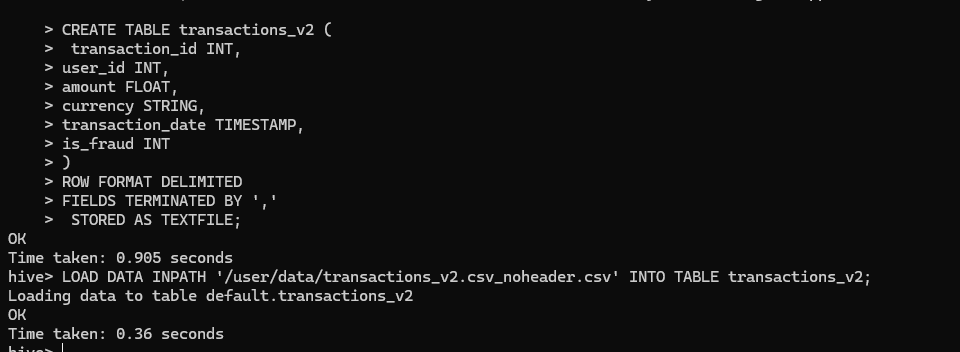 > CREATE TABLE transactions_v2 (
>  transaction_id INT,
> user_id INT,
> amount FLOAT,
> currency STRING,
> transaction_date TIMESTAMP,
> is_fraud INT
> )
> ROW FORMAT DELIMITED
> FIELDS TERMINATED BY ','
>  STORED AS TEXTFILE;
OK
Time taken: 0.905 seconds
hive> LOAD DATA INPATH '/user/data/transactions_v2.csv_noheader.csv' INTO TABLE transactions_v2;
Loading data to table default.transactions_v2
OK
Time taken: 0.36 seconds
hive>